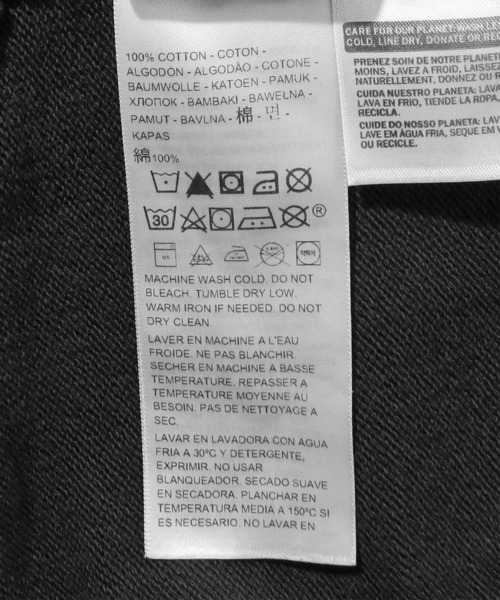 100% COTTON - COTON -
ALGODÓN - ALGODÃO - COTONE -
BAUMWOLLE - KATOEN - PAMUK -
ХЛОПОК - BAMBAKI - BAWEŁNA -
PAMUT - BAVLNA - 棉 - 면 -
KAPAS
綿100%
30
®
MACHINE WASH COLD. DO NOT
BLEACH. TUMBLE DRY LOW.
WARM IRON IF NEEDED. DO NOT
DRY CLEAN.
LAVER EN MACHINE A L'EAU
FROIDE. NE PAS BLANCHIR.
SECHER EN MACHINE A BASSE
TEMPERATURE. REPASSER A
TEMPERATURE MOYENNE AU
BESOIN. PAS DE NETTOYAGE A
SEC.
LAVAR EN LAVADORA CON AGUA
FRIA A 30ºC Y DETERGENTE,
EXPRIMIR. NO USAR
BLANQUEADOR. SECADO SUAVE
EN SECADORA. PLANCHAR EN
TEMPERATURA MEDIA A 150ºC SI
ES NECESARIO. NO LAVAR EN
CARE FOR OUR PLANET: WASH
COLD, LINE DRY, DONATE OR
PRENEZ SOIN DE NOTRE
MOINS, LAVEZ A FROID,
NATURELLEMENT, DONNEZ OU
CUIDA NUESTRO PLANETA:
LAVA EN FRIO, TIENDE LA ROPA,
RECICLA.
CUIDE DO NOSSO PLANETA:
LAVE EM ÁGUA FRIA, SEQUE EM
OU RECICLE.